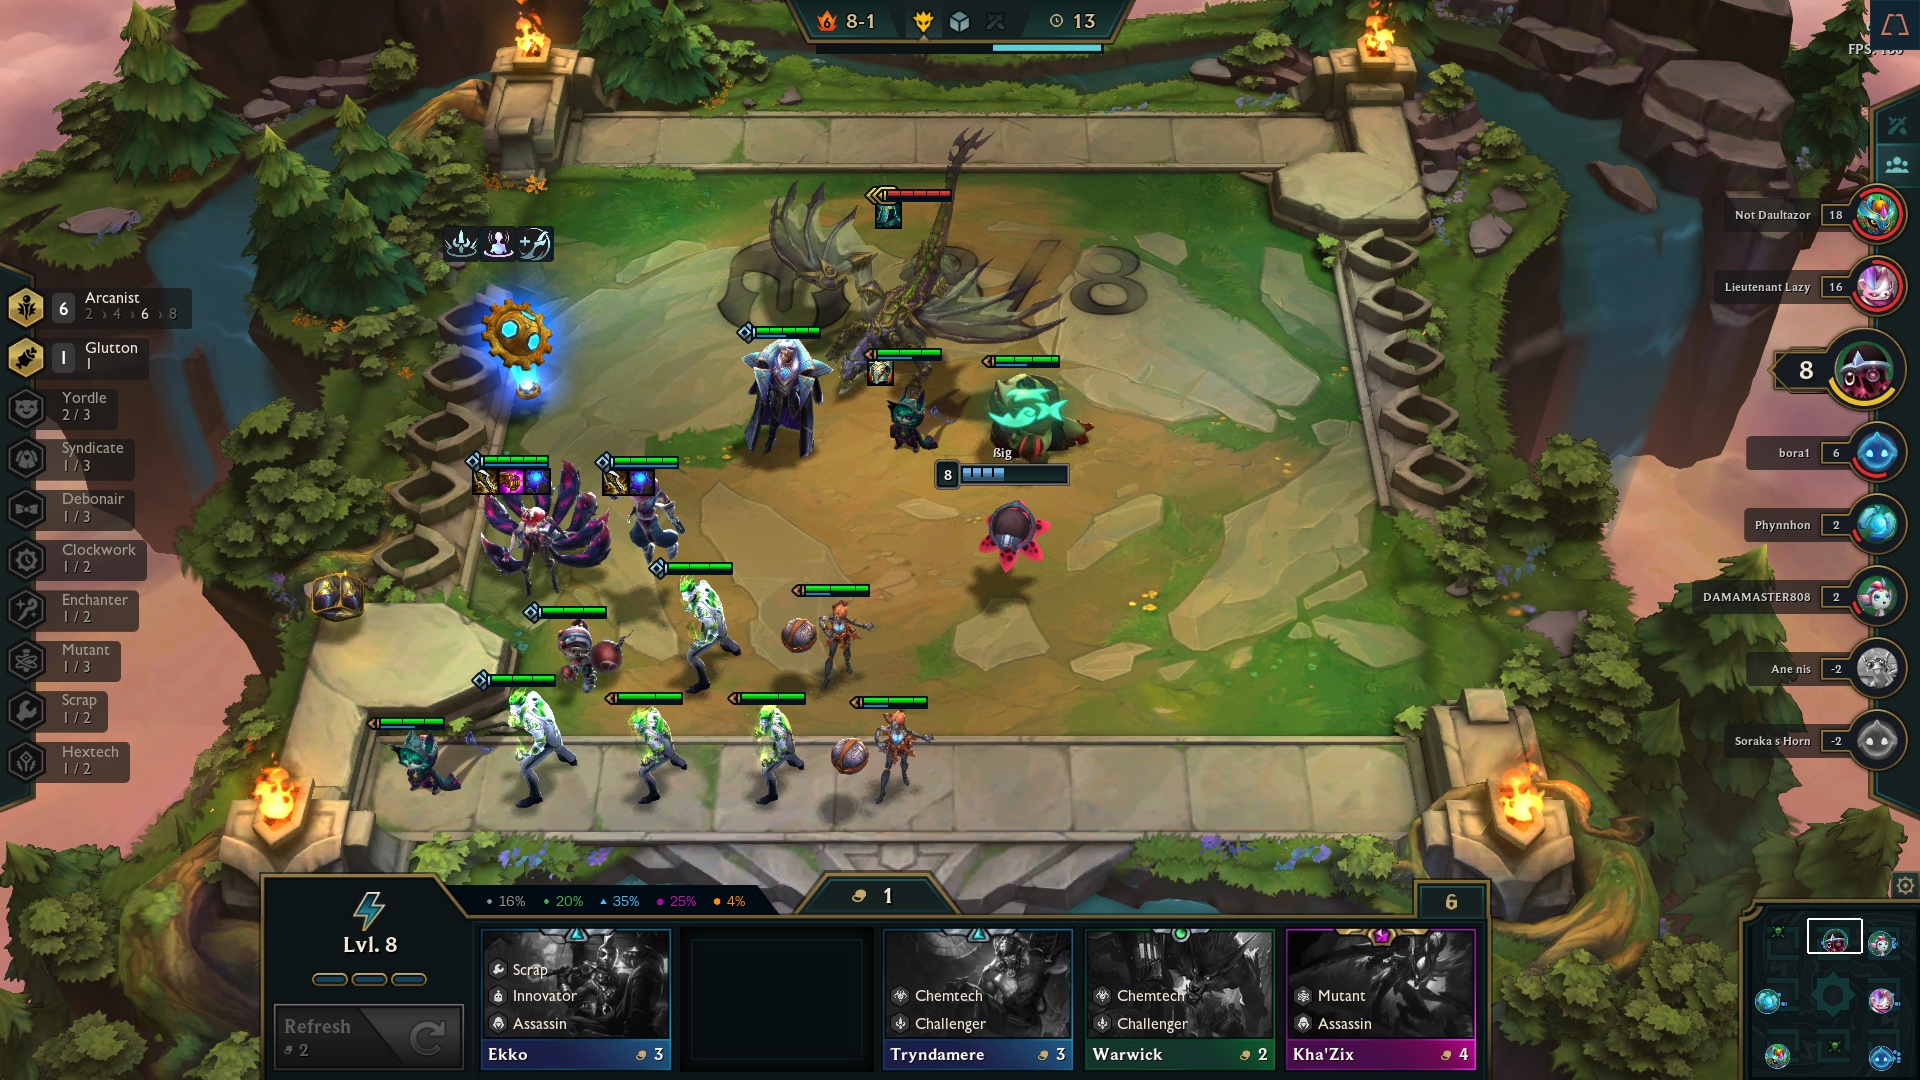 8-1
13
FPS:
Arcanist
6
2 › 4 › 6 › 8
Glutton
1
1
Yordle
2 / 3
Syndicate
1 / 3
Debonair
1 / 3
Clockwork
1 / 2
Enchanter
1 / 2
Mutant
1 / 3
Scrap
1 / 2
Hextech
1 / 2
/8
ßig
8
Not Daultazor 18
Lieutenant Lazy 16
8
bora1 6
Phynnhon 2
DAMAMASTER808 2
Ane nis -2
Soraka s Horn -2
16% 20% 35% 25% 4%
1
6
Lvl. 8
Refresh
2
Scrap
Innovator
Assassin
Ekko 3
Chemtech
Challenger
Tryndamere 3
Chemtech
Challenger
Warwick 2
Mutant
Assassin
Kha'Zix 4